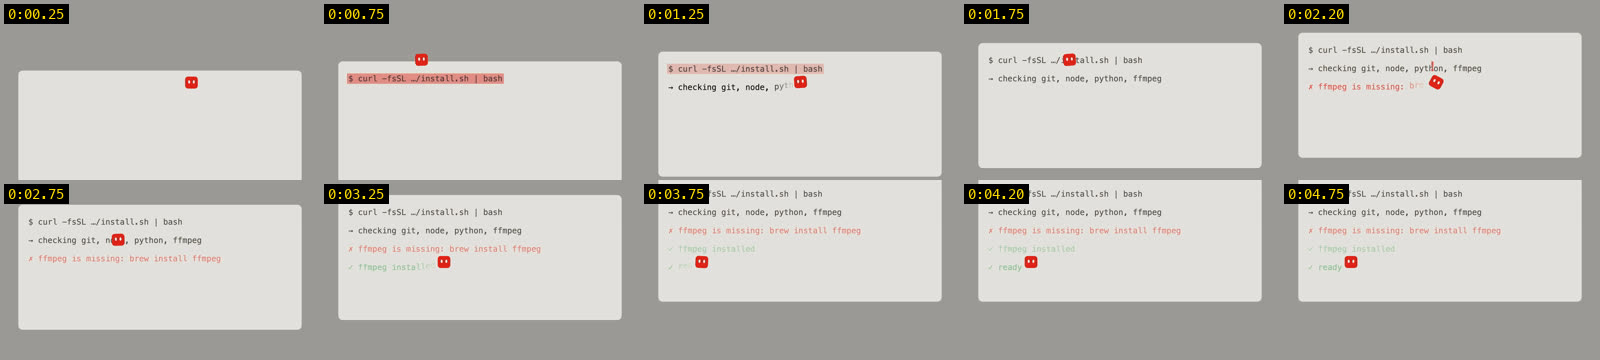 0:00.25
0:00.75
$ curl -fsSL …/install.sh | bash
0:01.25
$ curl -fsSL …/install.sh | bash
→ checking git, node, pyt
0:01.75
$ curl -fsSL …/install.sh | bash
→ checking git, node, python, ffmpeg
0:02.20
$ curl -fsSL …/install.sh | bash
→ checking git, node, python, ffmpeg
✗ ffmpeg is missing: bre
0:02.75
$ curl -fsSL …/install.sh | bash
→ checking git, node, python, ffmpeg
✗ ffmpeg is missing: brew install ffmpeg
0:03.25
$ curl -fsSL …/install.sh | bash
→ checking git, node, python, ffmpeg
✗ ffmpeg is missing: brew install ffmpeg
✓ ffmpeg installed
0:03.75
fsSL …/install.sh | bash
→ checking git, node, python, ffmpeg
✗ ffmpeg is missing: brew install ffmpeg
✓ ffmpeg installed
✓ rea
0:04.20
fsSL …/install.sh | bash
→ checking git, node, python, ffmpeg
✗ ffmpeg is missing: brew install ffmpeg
✓ ffmpeg installed
✓ ready
0:04.75
fsSL …/install.sh | bash
→ checking git, node, python, ffmpeg
✗ ffmpeg is missing: brew install ffmpeg
✓ ffmpeg installed
✓ ready